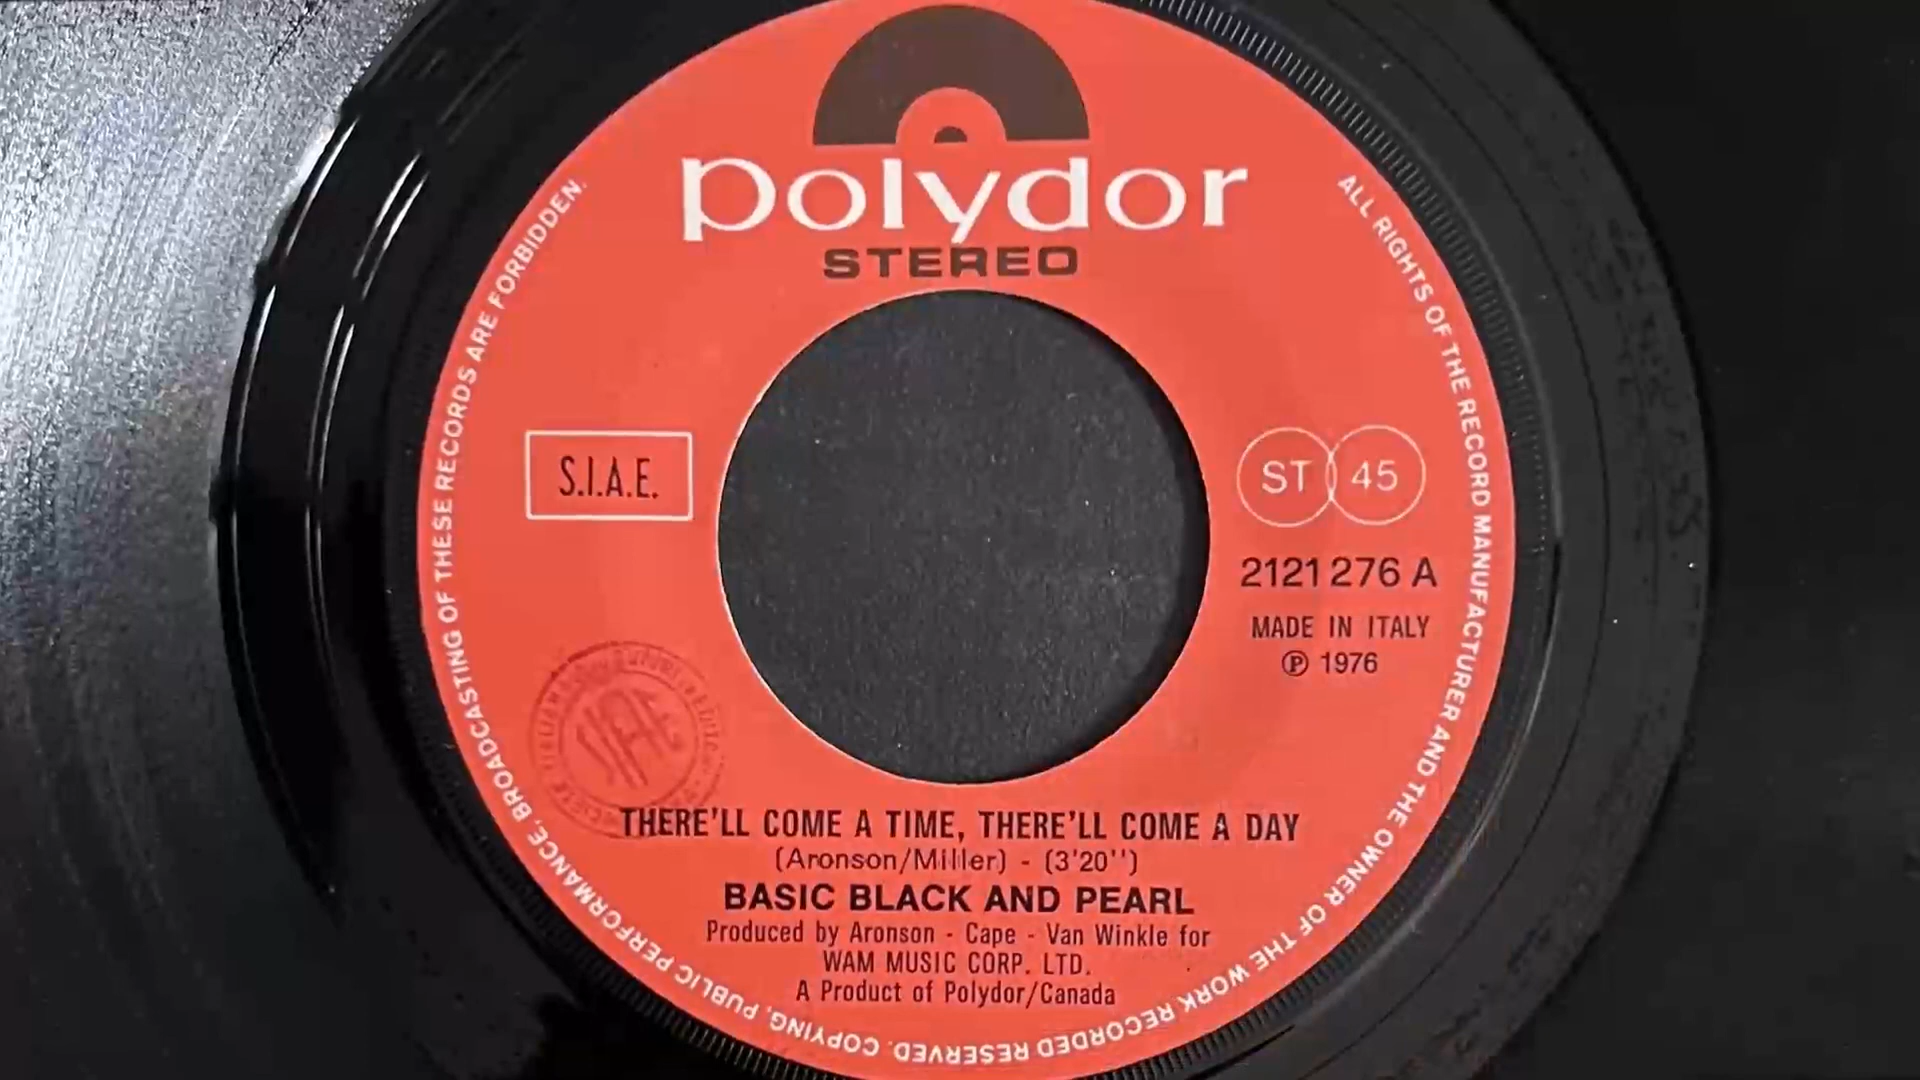 polydor
STEREO
S.I.A.E.
ST 45
2121 276 A
MADE IN ITALY
℗ 1976
SIAE
THERE'LL COME A TIME, THERE'LL COME A DAY
(Aronson/Miller) - (3'20'')
BASIC BLACK AND PEARL
Produced by Aronson - Cape - Van Winkle for
WAM MUSIC CORP. LTD.
A Product of Polydor/Canada
ALL RIGHTS OF THE RECORD MANUFACTURER AND THE OWNER OF THE WORK RECORDED RESERVED. COPYING, PUBLIC PERFORMANCE, BROADCASTING OF THESE RECORDS ARE FORBIDDEN.